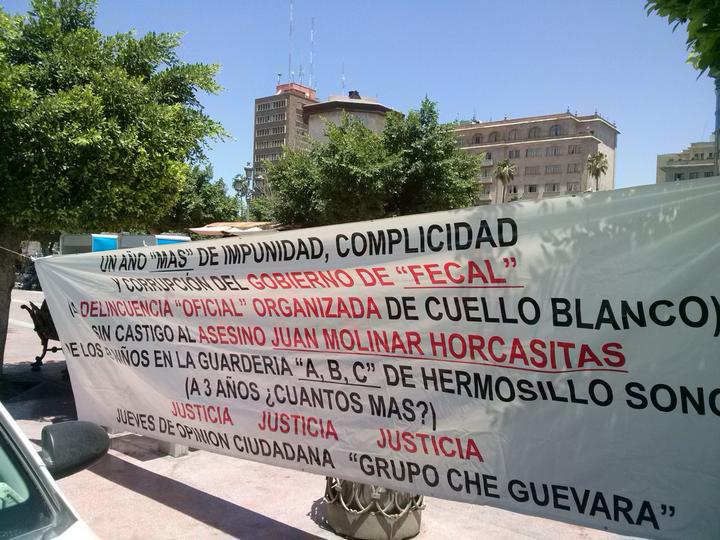 UN AÑO "MAS" DE IMPUNIDAD, COMPLICIDAD
Y CORRUPCIÓN DEL GOBIERNO DE "FECAL"
DELINCUENCIA "OFICIAL" ORGANIZADA DE CUELLO BLANCO)
SIN CASTIGO AL ASESINO JUAN MOLINAR HORCASITAS
DE LOS NIÑOS EN LA GUARDERIA "A, B, C" DE HERMOSILLO SONO
(A 3 AÑOS ¿CUANTOS MAS?)
JUSTICIA JUSTICIA JUSTICIA
JUEVES DE OPINION CIUDADANA "GRUPO CHE GUEVARA"